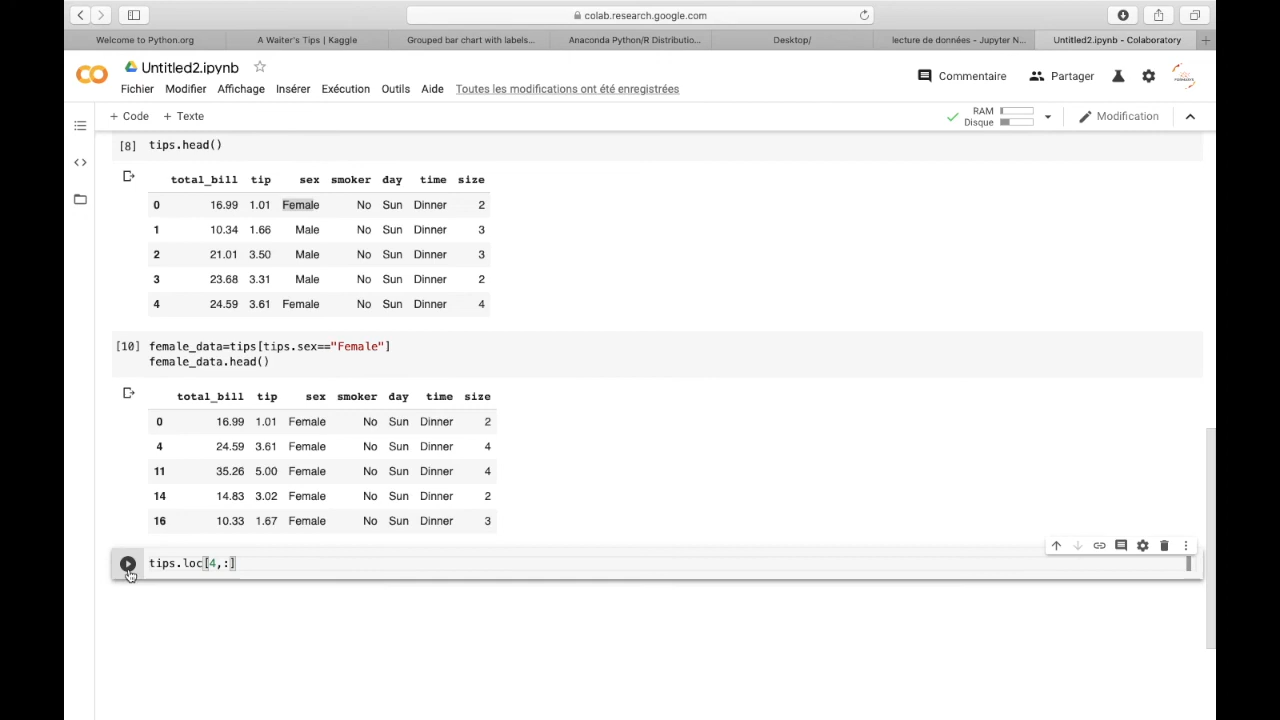 colab.research.google.com
Welcome to Python.org
A Waiter's Tips | Kaggle
Grouped bar chart with labels...
Anaconda Python/R Distributio...
Desktop/
lecture de données - Jupyter N...
Untitled2.ipynb - Colaboratory
Untitled2.ipynb
Commentaire
Partager
Fichier Modifier Affichage Insérer Exécution Outils Aide Toutes les modifications ont été enregistrées
+ Code + Texte
RAM
Disque
Modification
[8] tips.head()
total_bill tip sex smoker day time size
0 16.99 1.01 Female No Sun Dinner 2
1 10.34 1.66 Male No Sun Dinner 3
2 21.01 3.50 Male No Sun Dinner 3
3 23.68 3.31 Male No Sun Dinner 2
4 24.59 3.61 Female No Sun Dinner 4
[10] female_data=tips[tips.sex=="Female"]
female_data.head()
total_bill tip sex smoker day time size
0 16.99 1.01 Female No Sun Dinner 2
4 24.59 3.61 Female No Sun Dinner 4
11 35.26 5.00 Female No Sun Dinner 4
14 14.83 3.02 Female No Sun Dinner 2
16 10.33 1.67 Female No Sun Dinner 3
tips.loc[4,:]